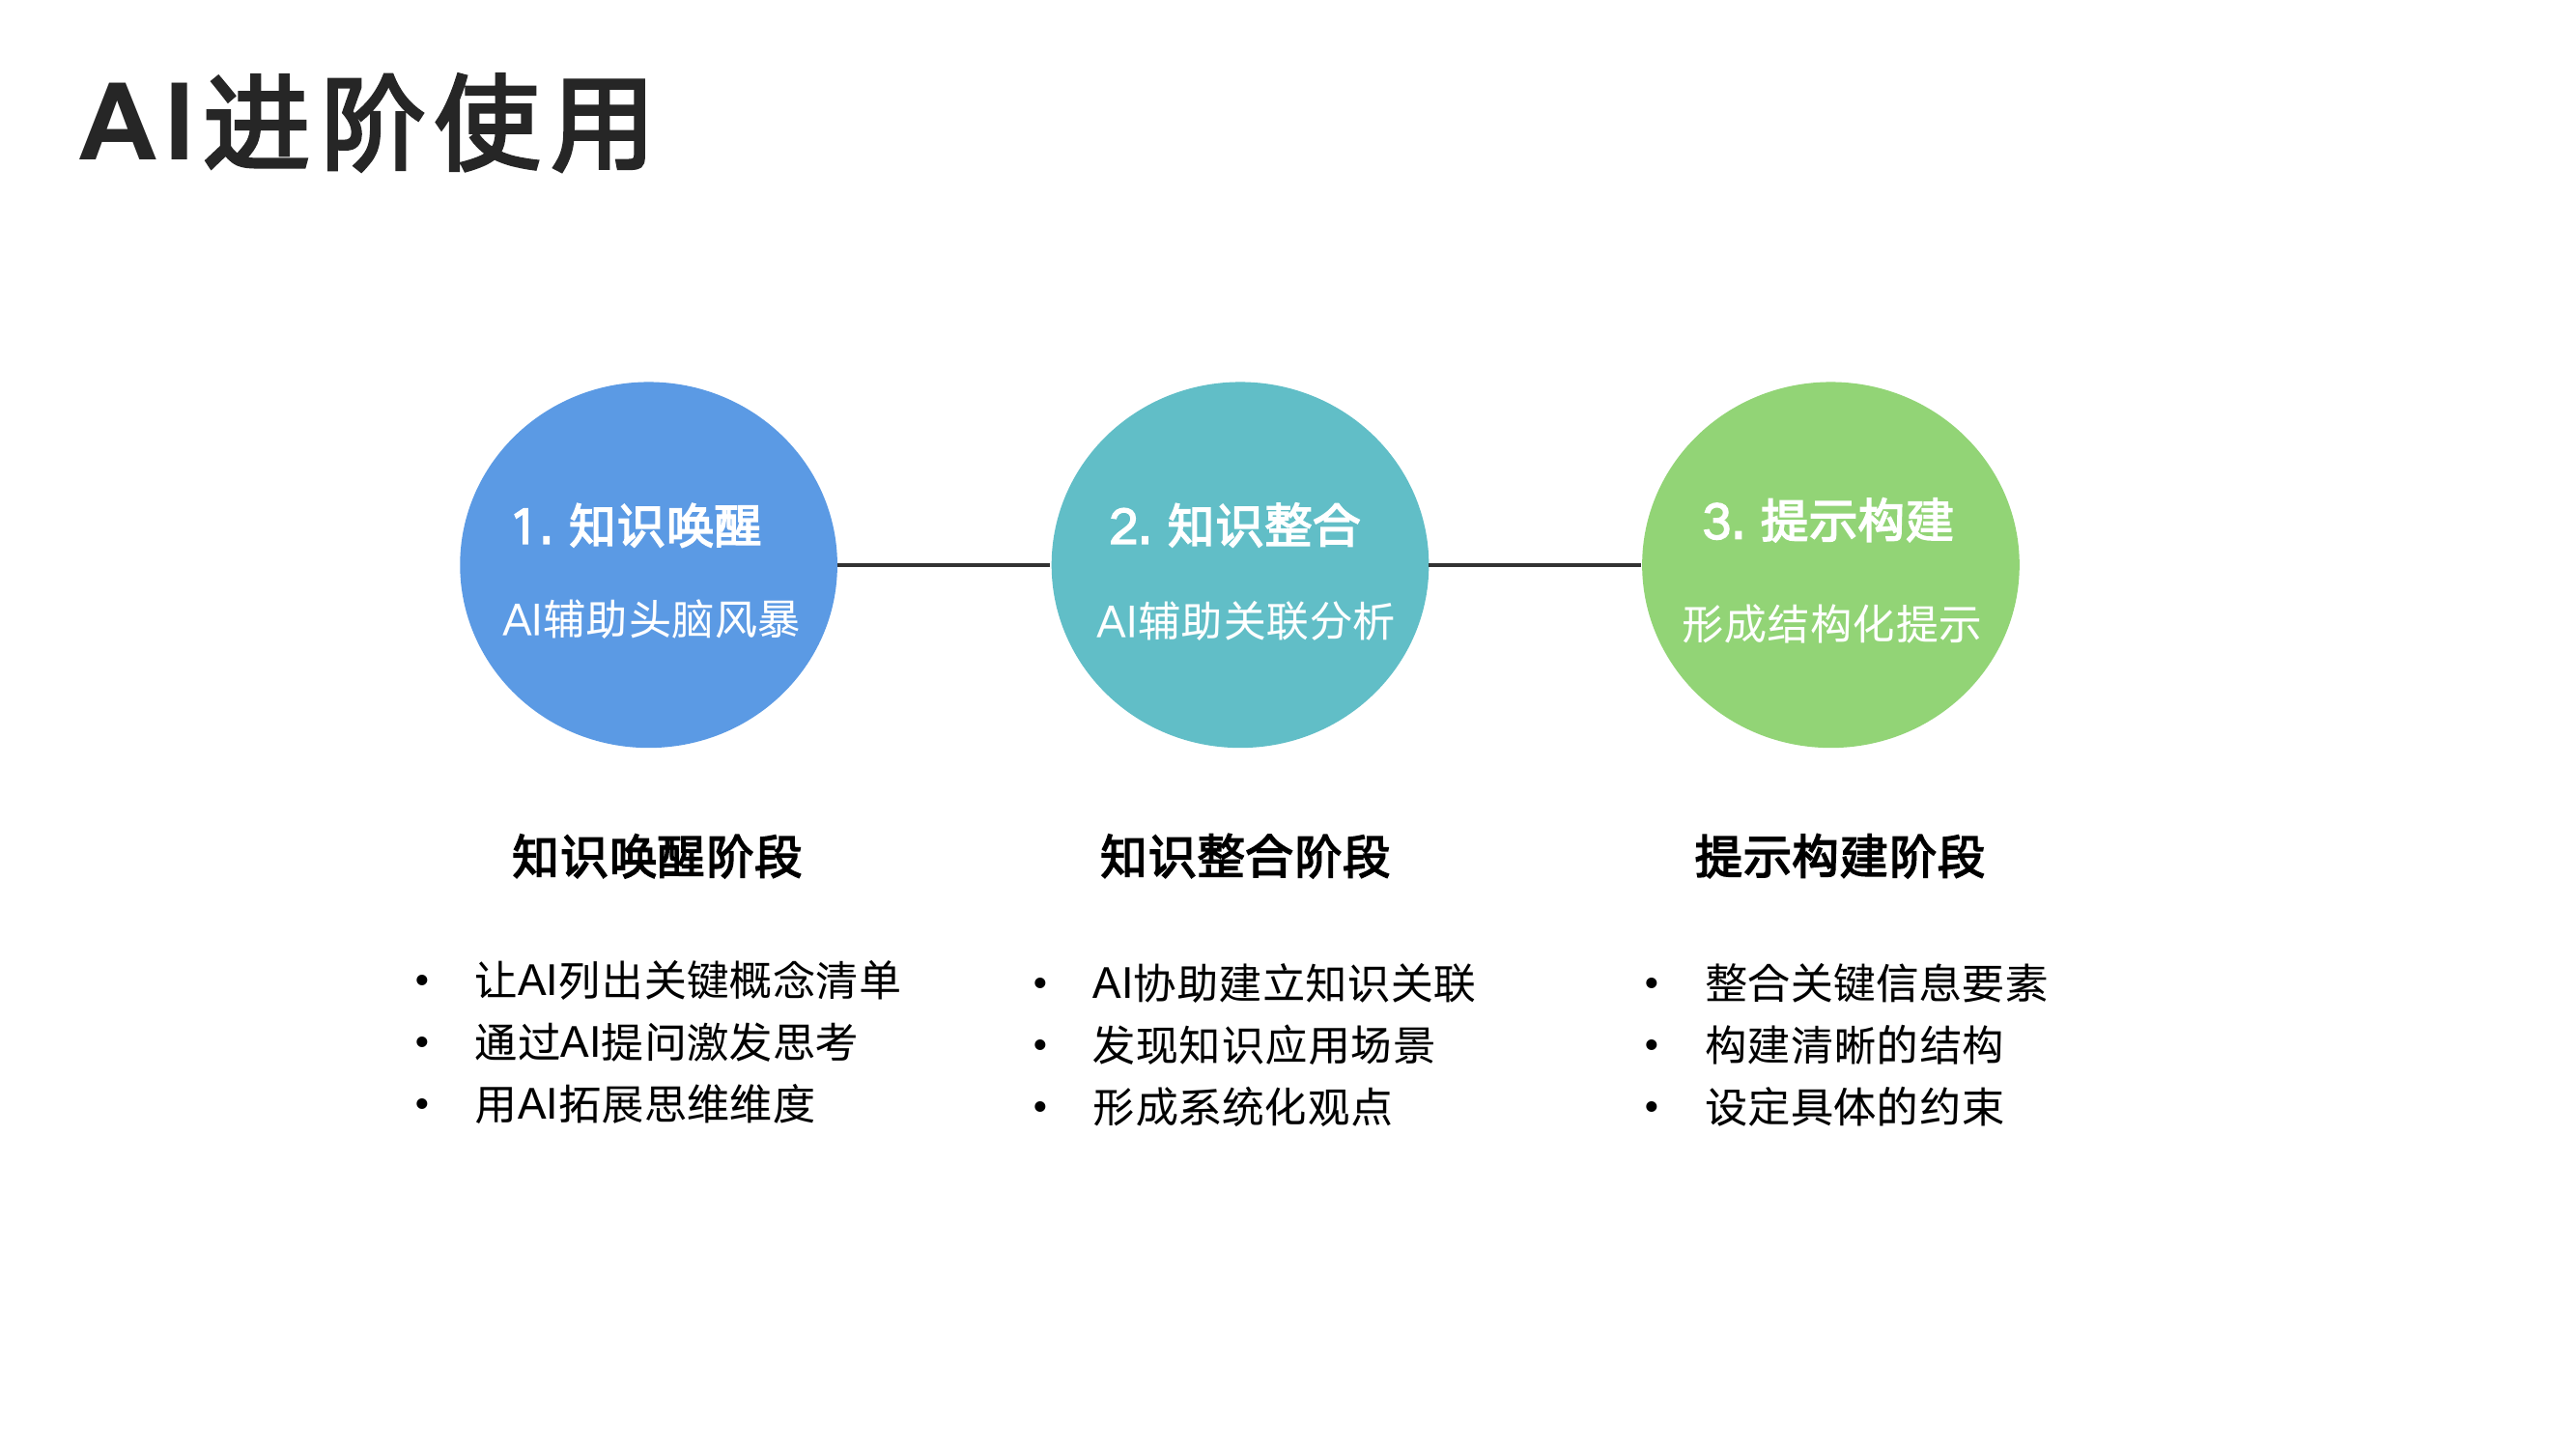 AI进阶使用
1. 知识唤醒
AI辅助头脑风暴
2. 知识整合
AI辅助关联分析
3. 提示构建
形成结构化提示
知识唤醒阶段
• 让AI列出关键概念清单
• 通过AI提问激发思考
• 用AI拓展思维维度
知识整合阶段
• AI协助建立知识关联
• 发现知识应用场景
• 形成系统化观点
提示构建阶段
• 整合关键信息要素
• 构建清晰的结构
• 设定具体的约束